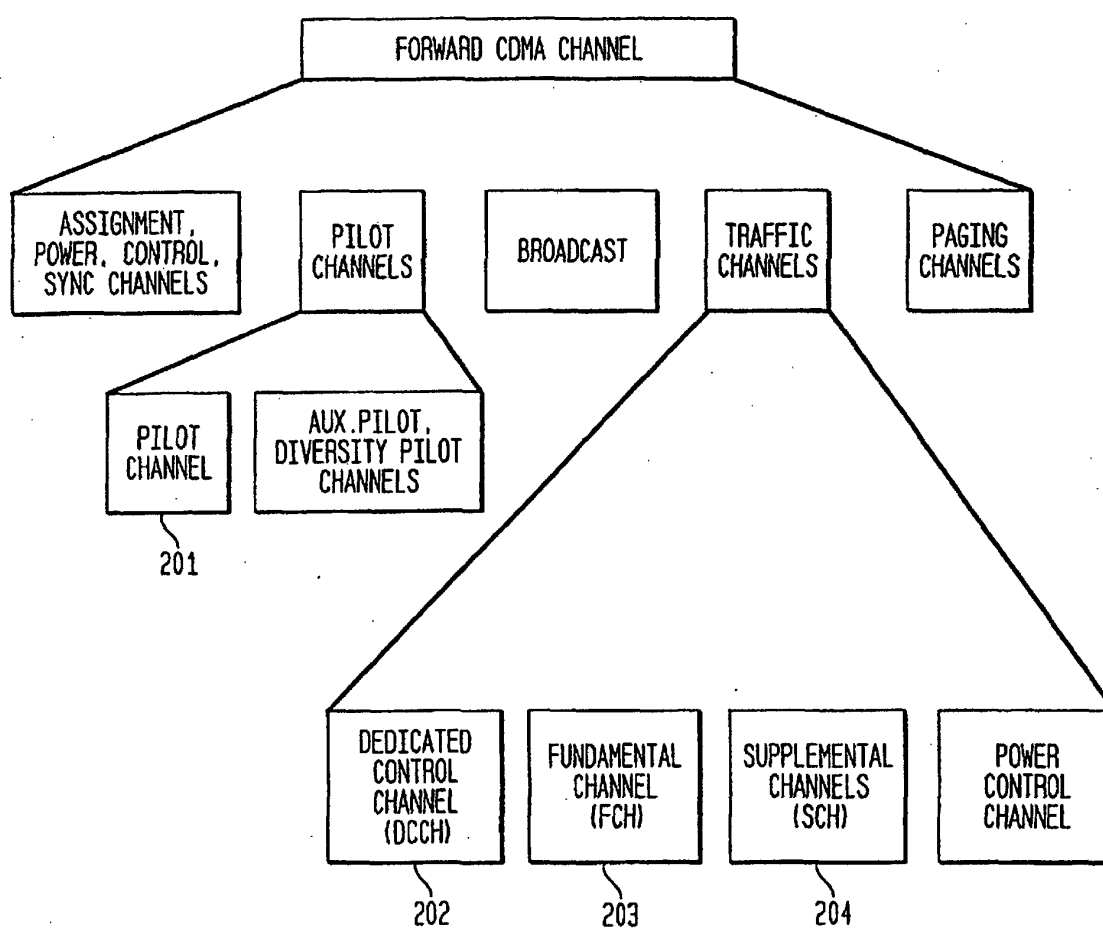 FORWARD CDMA CHANNEL
ASSIGNMENT,
POWER, CONTROL,
SYNC CHANNELS
PILOT
CHANNELS
BROADCAST
TRAFFIC
CHANNELS
PAGING
CHANNELS
PILOT
CHANNEL
AUX.PILOT,
DIVERSITY PILOT
CHANNELS
201
DEDICATED
CONTROL
CHANNEL
(DCCH)
FUNDAMENTAL
CHANNEL
(FCH)
SUPPLEMENTAL
CHANNELS
(SCH)
POWER
CONTROL
CHANNEL
202
203
204